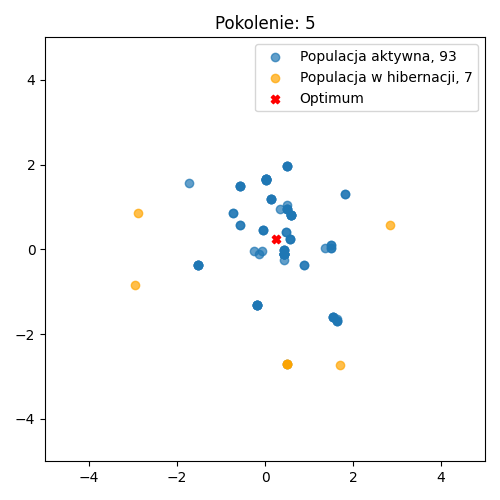 Pokolenie: 5
Populacja aktywna, 93
Populacja w hibernacji, 7
Optimum
4
2
0
−2
−4
−4 −2 0 2 4